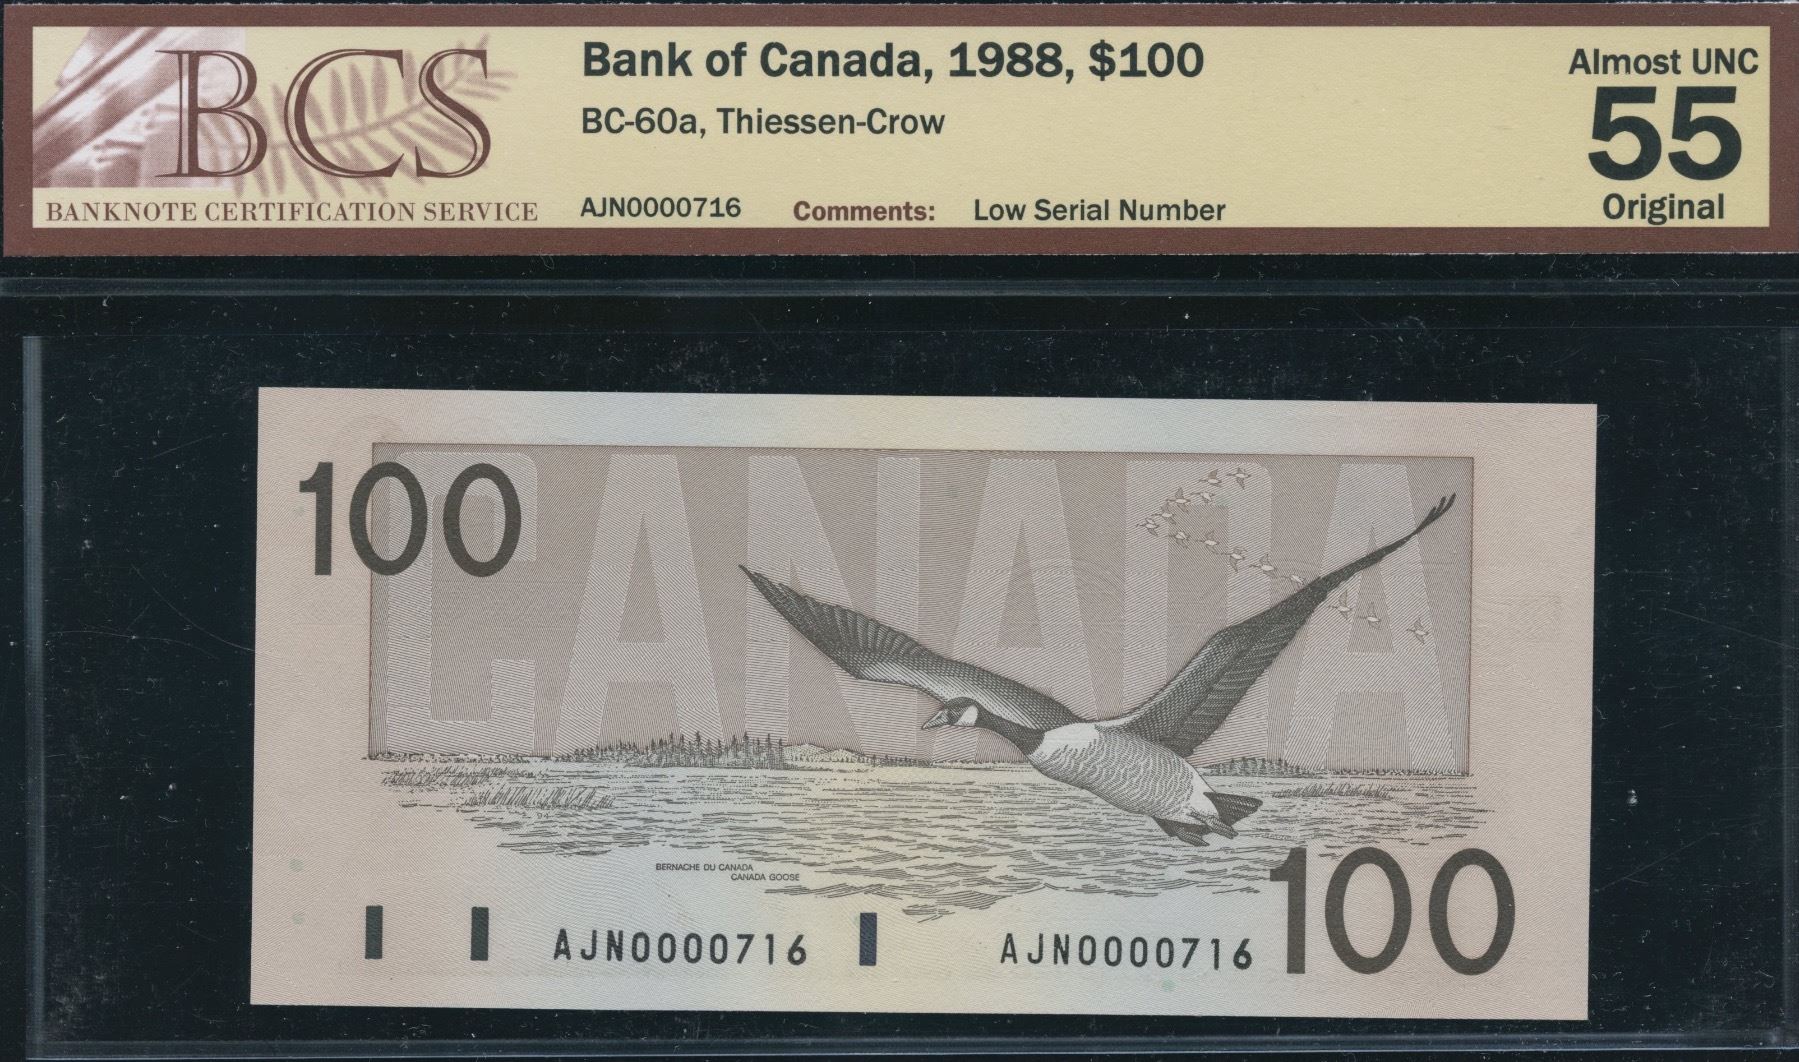 BCS
BANKNOTE CERTIFICATION SERVICE
Bank of Canada, 1988, $100
BC-60a, Thiessen-Crow
AJN0000716 Comments: Low Serial Number
Almost UNC
55
Original
CANADA
100
BERNACHE DU CANADA
CANADA GOOSE
AJN0000716 AJN0000716
100